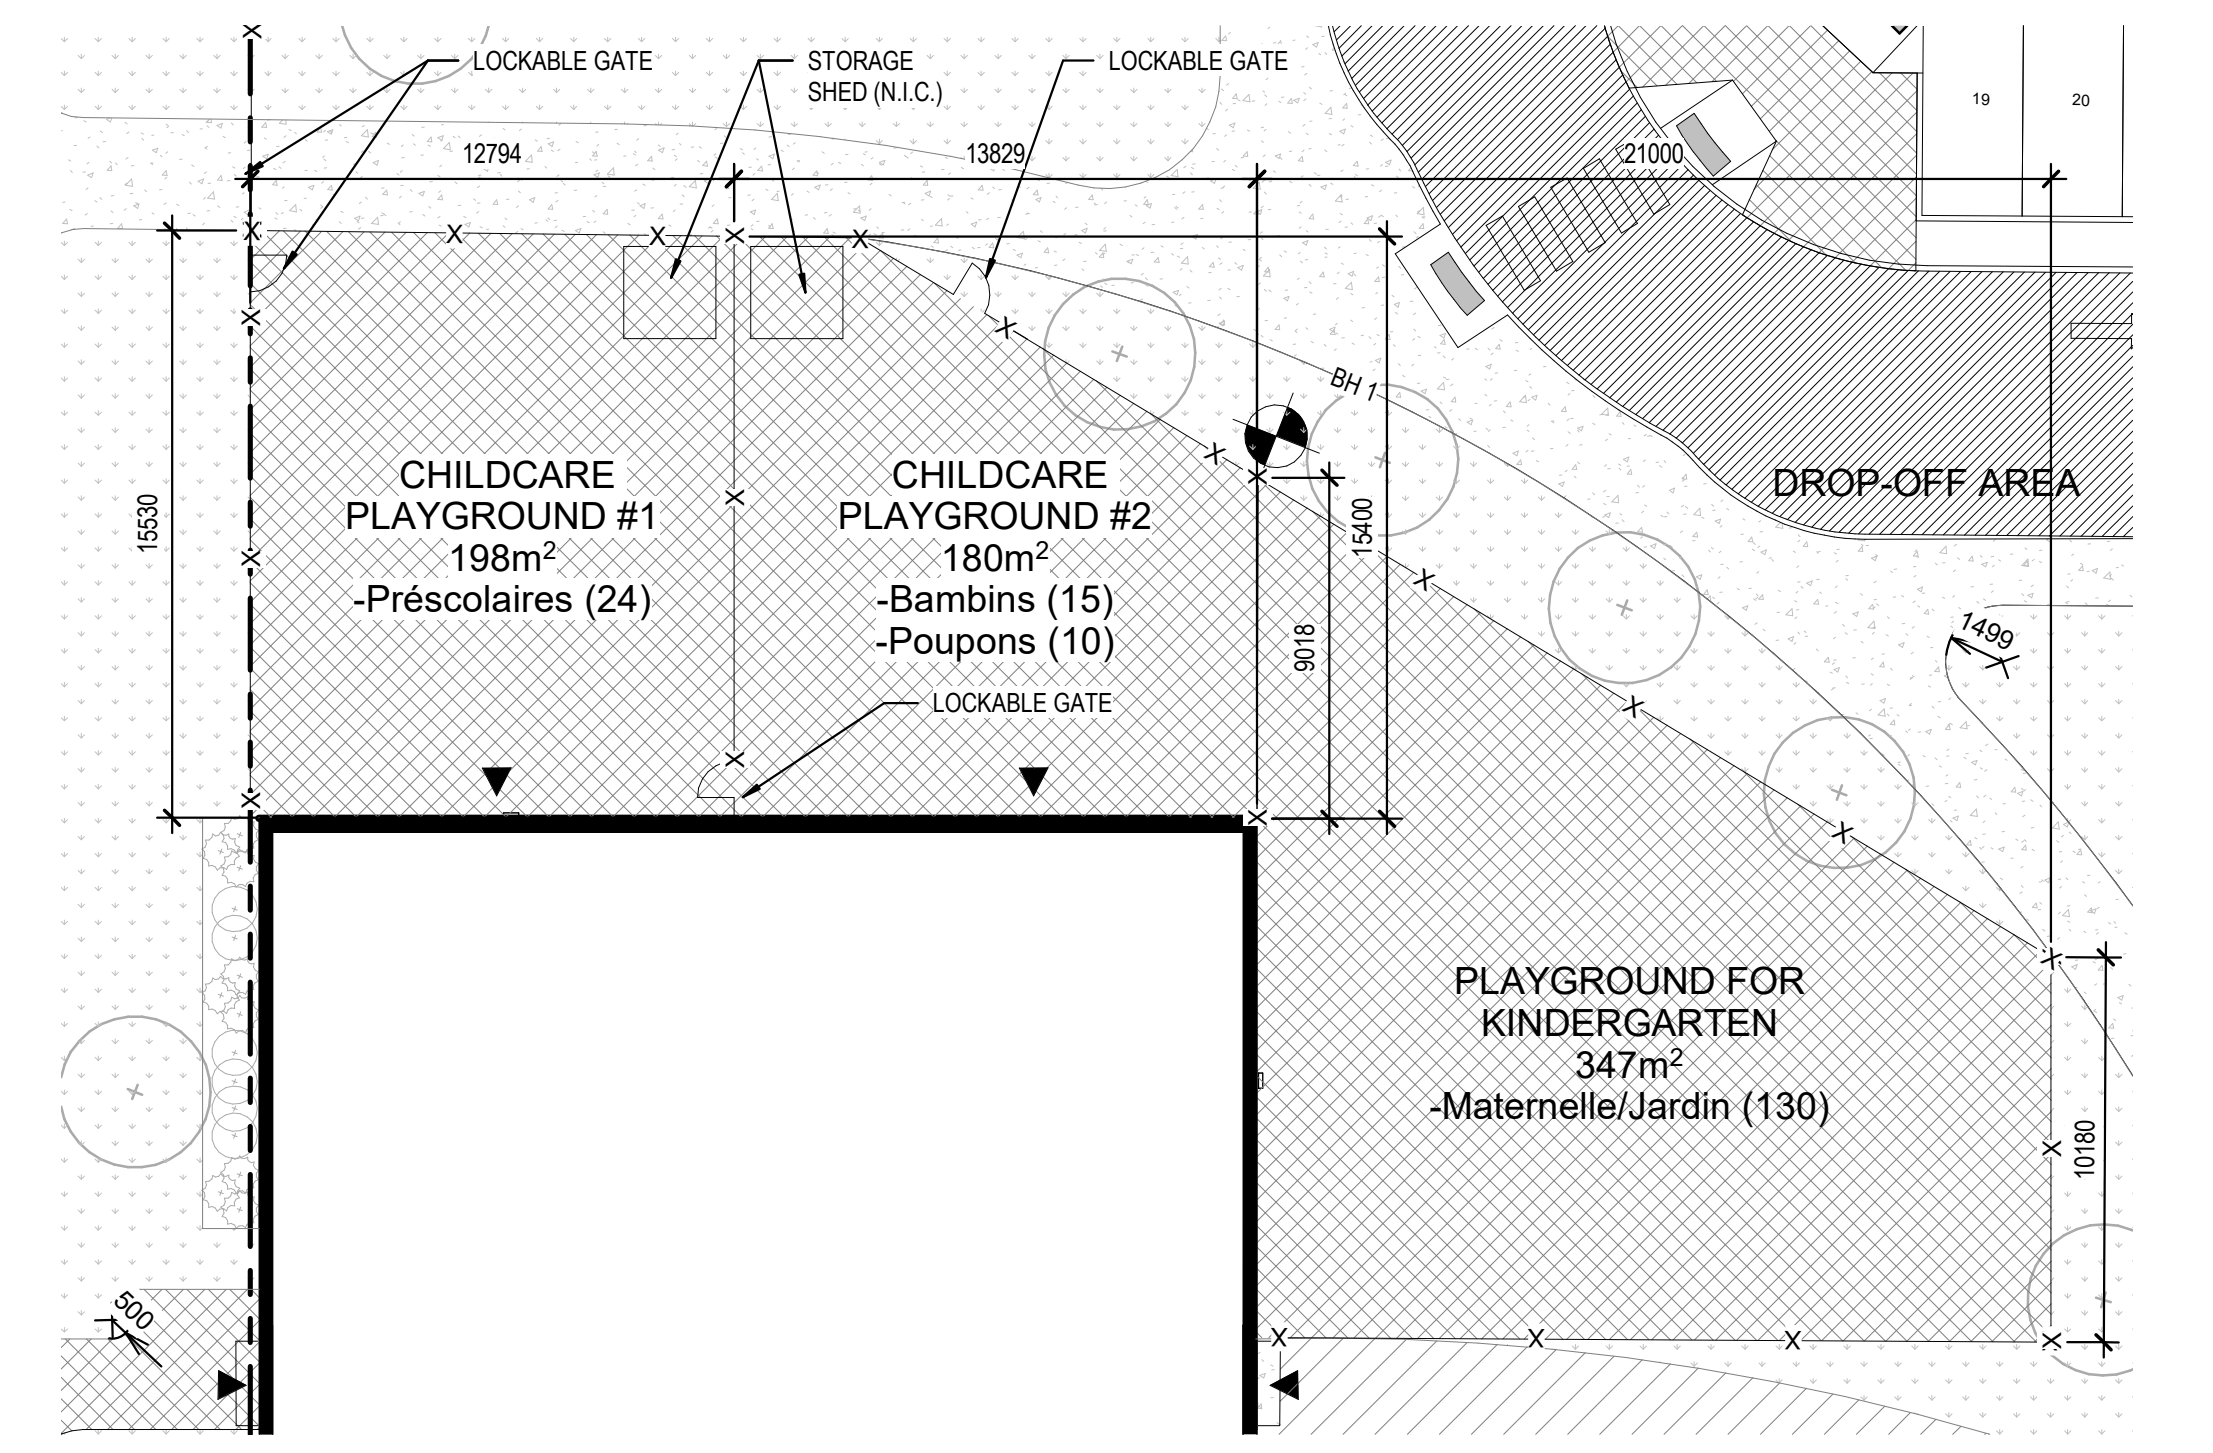 LOCKABLE GATE
STORAGE
SHED (N.I.C.)
LOCKABLE GATE
19
20
12794
13829
21000
BH 1
CHILDCARE
PLAYGROUND #1
198m²
-Préscolaires (24)
CHILDCARE
PLAYGROUND #2
180m²
-Bambins (15)
-Poupons (10)
DROP-OFF AREA
15530
15400
9018
1499
LOCKABLE GATE
PLAYGROUND FOR
KINDERGARTEN
347m²
-Maternelle/Jardin (130)
10180
500